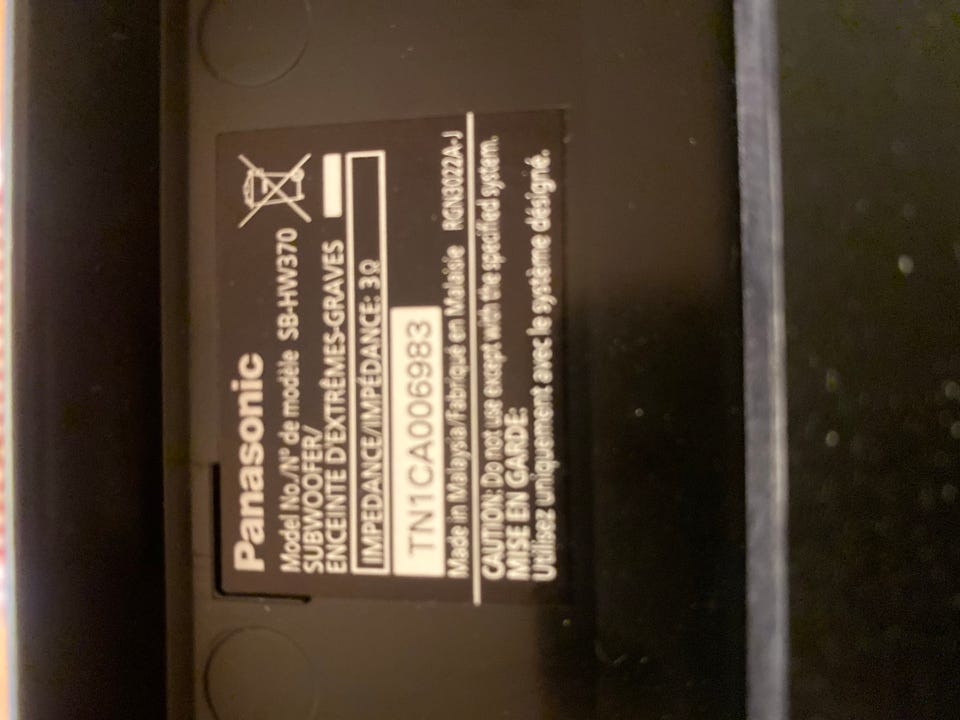 Panasonic
Model No./N° de modèle SB-HW370
SUBWOOFER/
ENCEINTE D'EXTRÊMES-GRAVES
IMPEDANCE/IMPÉDANCE: 3Ω
TN1CA006983
Made in Malaysia/Fabriqué en Malaisie RGN3022A-J
CAUTION: Do not use except with the specified system.
MISE EN GARDE:
Utilisez uniquement avec le système désigné.